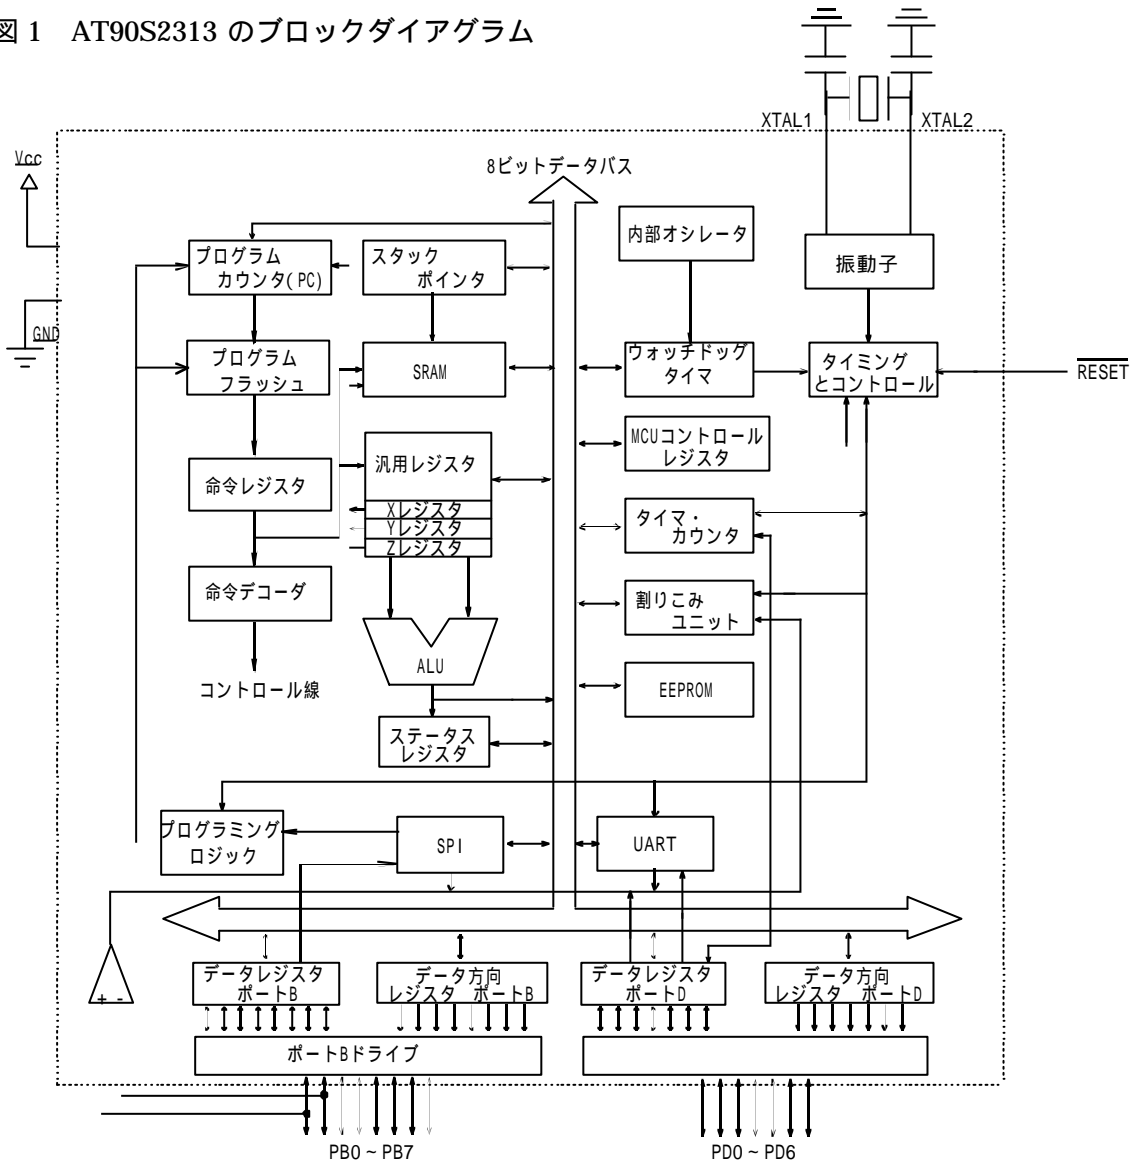 図 1 AT90S2313 のブロックダイアグラム
XTAL1
XTAL2
Vcc
8ビットデータバス
内部オシレータ
プログラム
カウンタ(PC)
スタック
ポインタ
振動子
GND
プログラム
フラッシュ
SRAM
ウォッチドッグ
タイマ
タイミング
とコントロール
RESET
MCUコントロール
レジスタ
汎用レジスタ
Xレジスタ
Yレジスタ
Zレジスタ
命令レジスタ
タイマ・
カウンタ
命令デコーダ
割りこみ
ユニット
ALU
コントロール線
EEPROM
ステータス
レジスタ
プログラミング
ロジック
SPI
UART
+ -
データレジスタ
ポートB
データ方向
レジスタ ポートB
データレジスタ
ポートD
データ方向
レジスタ ポートD
ポートBドライブ
PB0 ~ PB7
PD0 ~ PD6